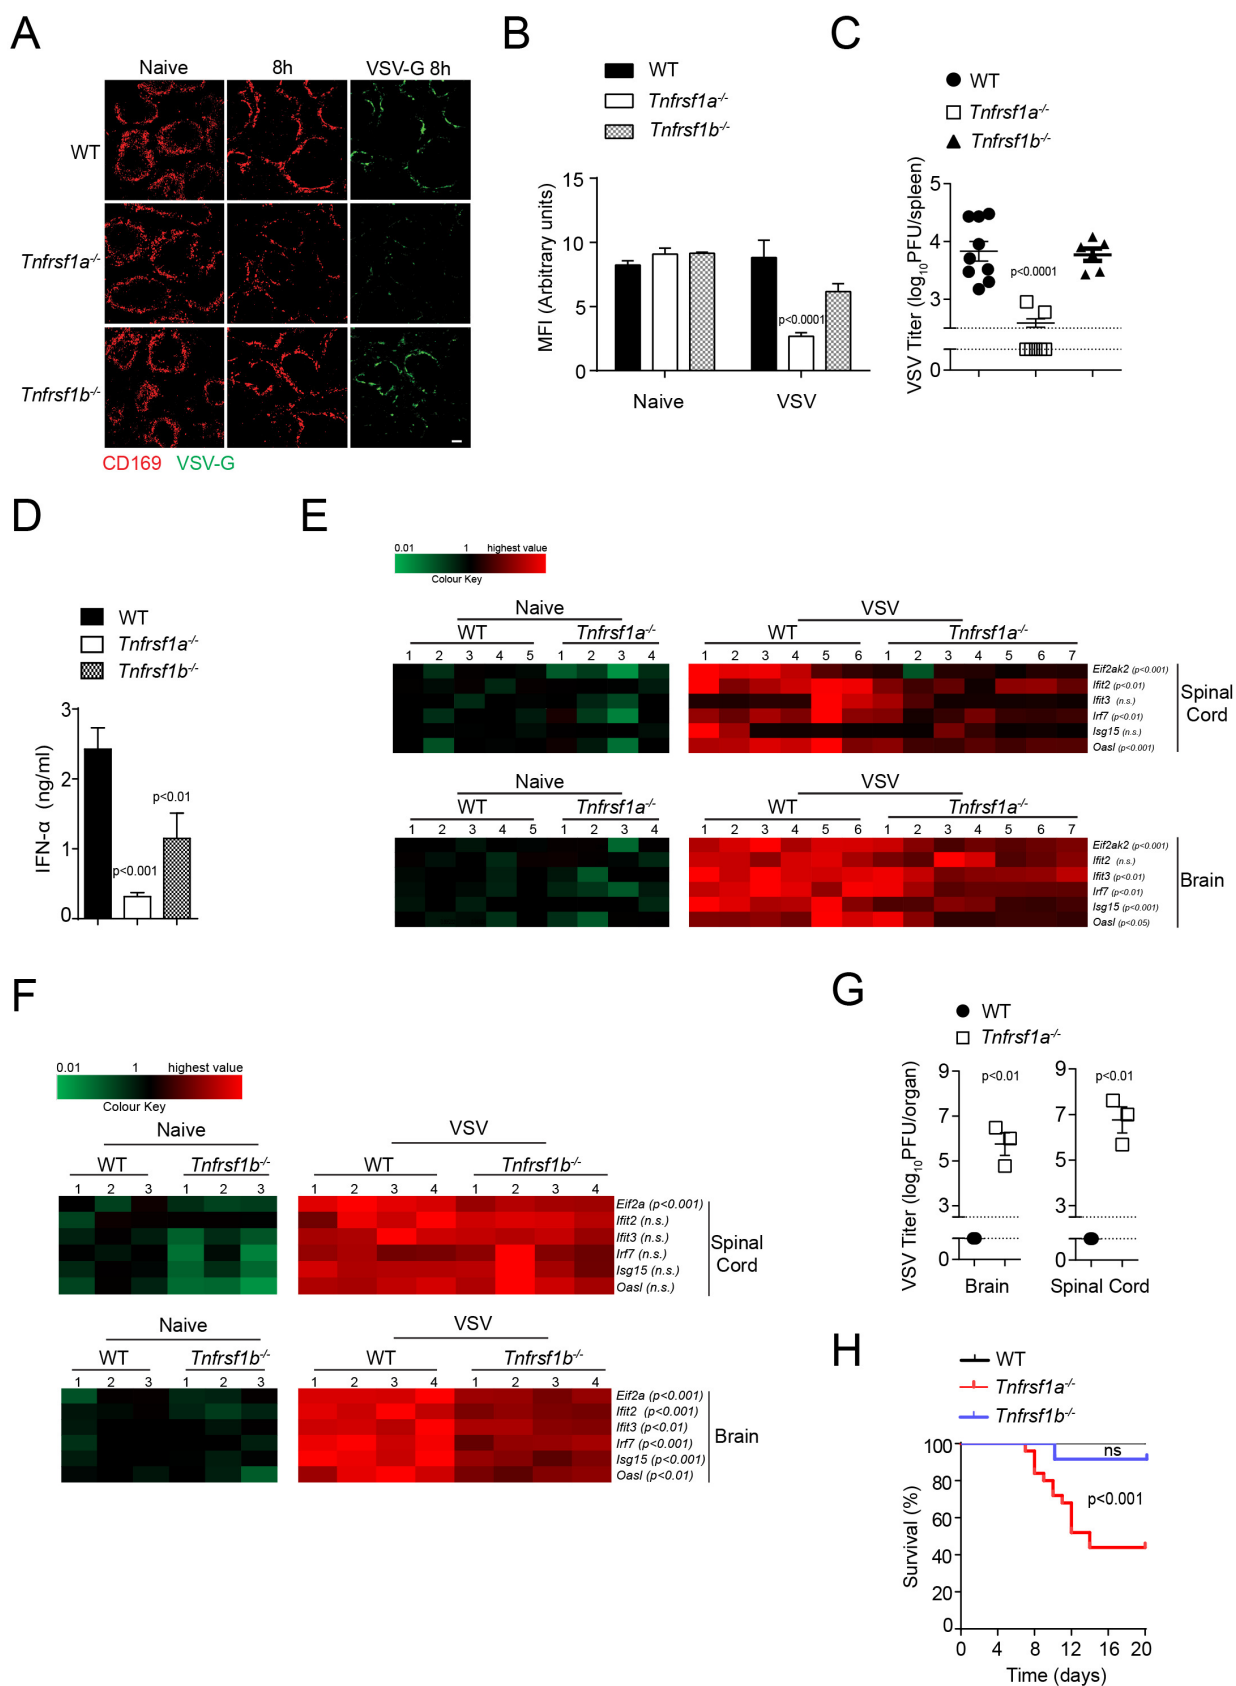 A
Naive 8h VSV-G 8h
WT
Tnfrsf1a-/-
Tnfrsf1b-/-
CD169 VSV-G
B
WT
Tnfrsf1a-/-
Tnfrsf1b-/-
MFI (Arbitrary units)
15
10
5
0
p<0.0001
Naive VSV
C
WT
Tnfrsf1a-/-
Tnfrsf1b-/-
VSV Titer (log10PFU/spleen)
5
4
3
0
p<0.0001
D
WT
Tnfrsf1a-/-
Tnfrsf1b-/-
IFN-α (ng/ml)
3
2
1
0
p<0.001
p<0.01
E
0.01 1 highest value
Colour Key
Naive VSV
WT Tnfrsf1a-/- WT Tnfrsf1a-/-
1 2 3 4 5 1 2 3 4 1 2 3 4 5 6 1 2 3 4 5 6 7
Eif2ak2 (p<0.001)
Ifit2 (p<0.01)
Ifit3 (n.s.)
Irf7 (p<0.01)
Isg15 (n.s.)
Oasl (p<0.001)
Spinal
Cord
Naive VSV
WT Tnfrsf1a-/- WT Tnfrsf1a-/-
1 2 3 4 5 1 2 3 4 1 2 3 4 5 6 1 2 3 4 5 6 7
Eif2ak2 (p<0.001)
Ifit2 (n.s.)
Ifit3 (p<0.01)
Irf7 (p<0.01)
Isg15 (p<0.001)
Oasl (p<0.05)
Brain
F
0.01 1 highest value
Colour Key
Naive VSV
WT Tnfrsf1b-/- WT Tnfrsf1b-/-
1 2 3 1 2 3 1 2 3 4 1 2 3 4
Eif2a (p<0.001)
Ifit2 (n.s.)
Ifit3 (n.s.)
Irf7 (n.s.)
Isg15 (n.s.)
Oasl (n.s.)
Spinal
Cord
Naive VSV
WT Tnfrsf1b-/- WT Tnfrsf1b-/-
1 2 3 1 2 3 1 2 3 4 1 2 3 4
Eif2a (p<0.001)
Ifit2 (p<0.001)
Ifit3 (p<0.01)
Irf7 (p<0.001)
Isg15 (p<0.001)
Oasl (p<0.01)
Brain
G
WT
Tnfrsf1a-/-
VSV Titer (log10PFU/organ)
9
7
5
3
0
p<0.01
Brain
9
7
5
3
0
p<0.01
Spinal Cord
H
WT
Tnfrsf1a-/-
Tnfrsf1b-/-
Survival (%)
100
80
60
40
20
0
ns
p<0.001
0 4 8 12 16 20
Time (days)